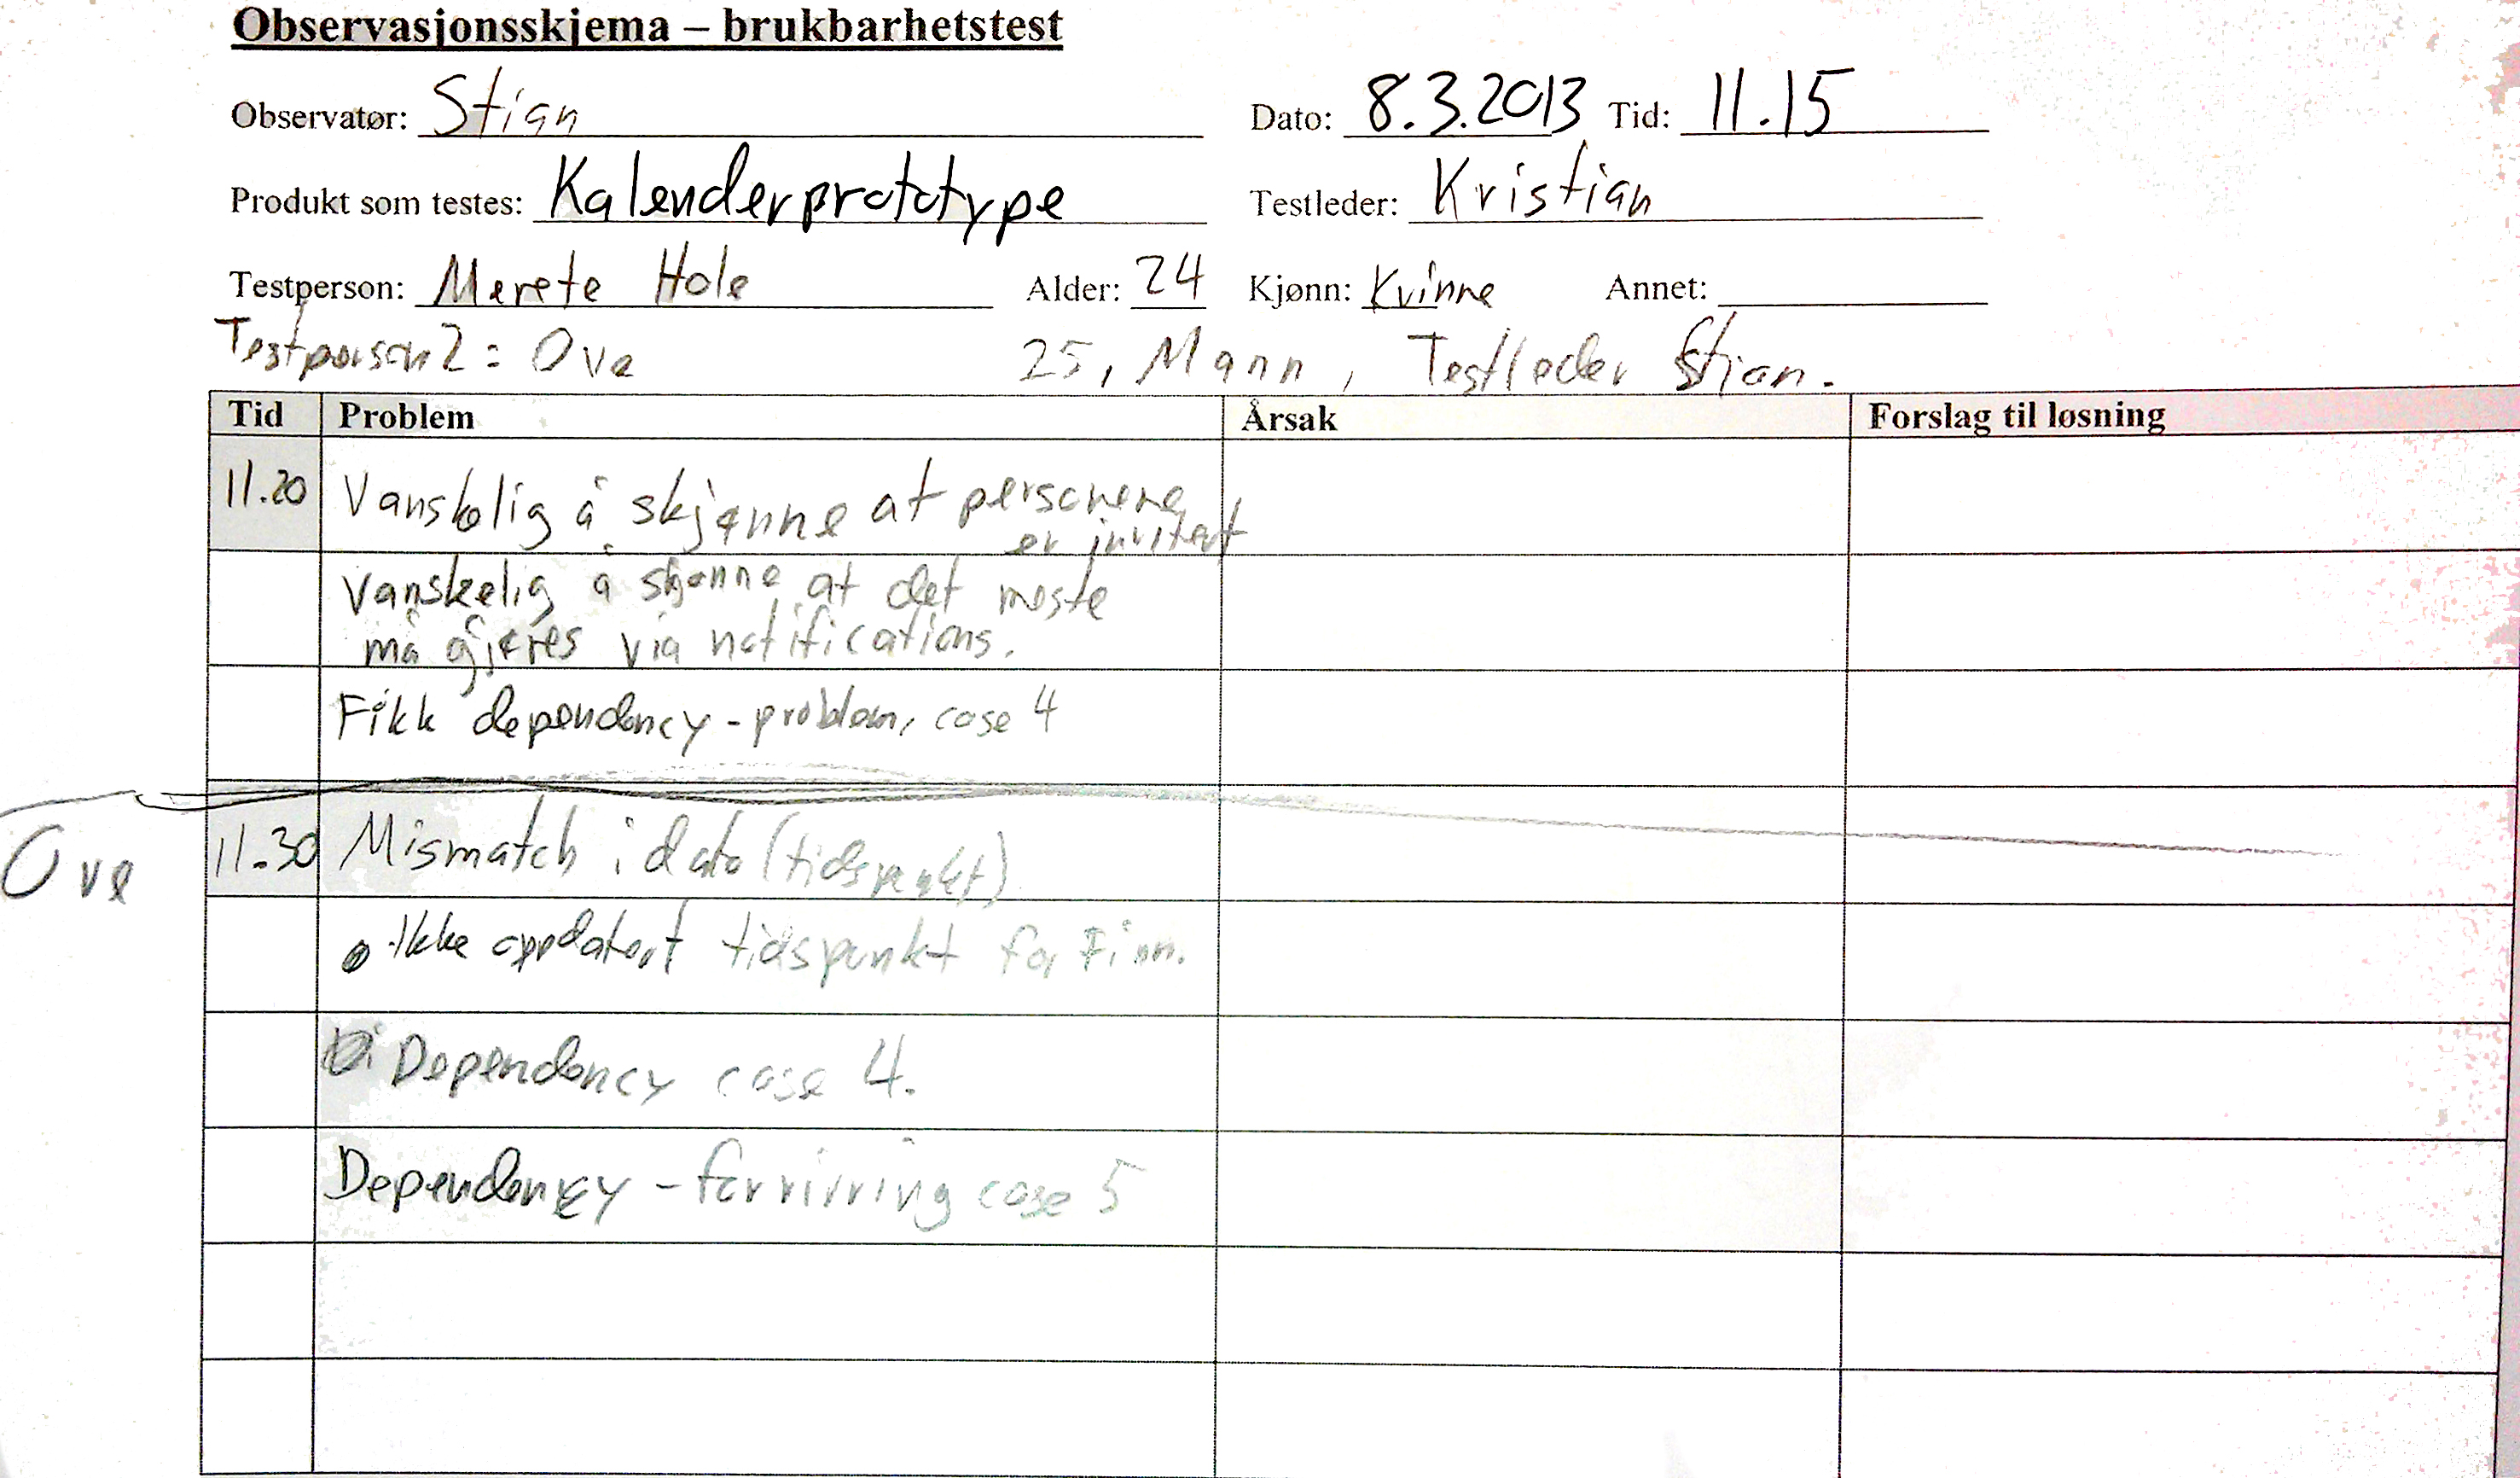 Observasjonsskjema – brukbarhetstest
Observatør: Stian Dato: 8.3.2013 Tid: 11.15
Produkt som testes: Kalenderprototype Testleder: Kristian
Testperson: Merete Hole Alder: 24 Kjønn: Kvinne Annet:
Testperson 2: Ove 25, Mann, Testleder Stian.
Tid Problem Årsak Forslag til løsning
11.20 Vanskelig å skjønne at personene
er invitert
Vanskelig å skjønne at det meste
må gjøres via notifications.
Fikk dependency-problem, case 4
Ove 11.30 Mismatch i dato (tidspunkt)
Ikke oppdatert tidspunkt for Finn.
Dependency case 4.
Dependency - forvirring case 5